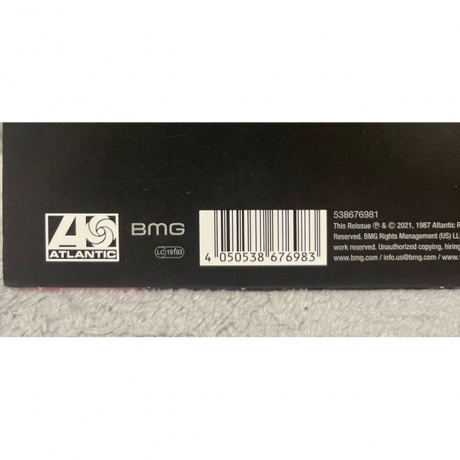 ATLANTIC
BMG
LC 19183
4 050538 676983
538676981
This Reissue ℗ & © 2021, 1987 Atlantic R
Reserved. BMG Rights Management (US) LL
work reserved. Unauthorized copying, hiring
www.bmg.com / info.us@bmg.com / www.